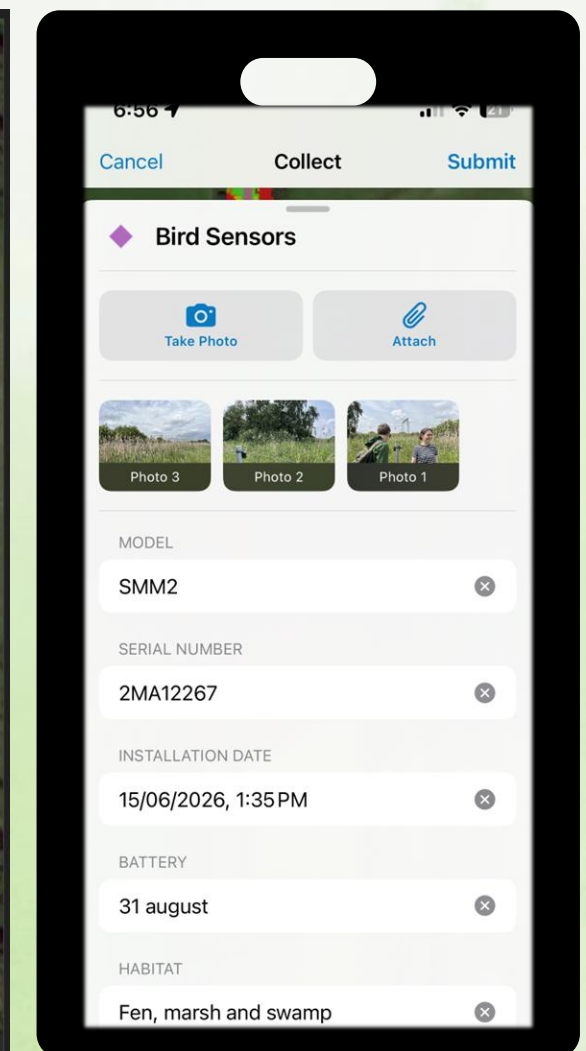 6:56
Cancel
Collect
Submit
Bird Sensors
Take Photo
Attach
Photo 3
Photo 2
Photo 1
MODEL
SMM2
SERIAL NUMBER
2MA12267
INSTALLATION DATE
15/06/2026, 1:35 PM
BATTERY
31 august
HABITAT
Fen, marsh and swamp